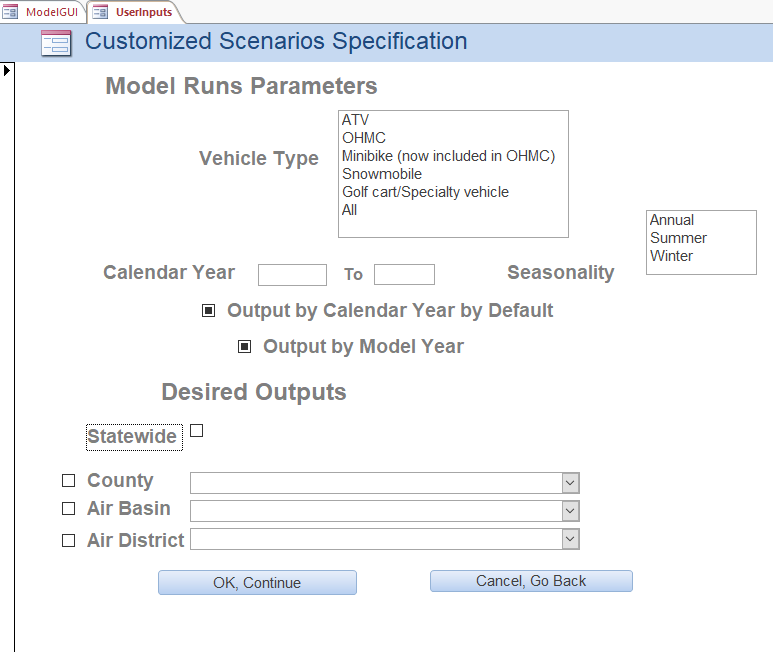 ModelGUI UserInputs
Customized Scenarios Specification
Model Runs Parameters
Vehicle Type
ATV
OHMC
Minibike (now included in OHMC)
Snowmobile
Golf cart/Specialty vehicle
All
Calendar Year To
Seasonality
Annual
Summer
Winter
Output by Calendar Year by Default
Output by Model Year
Desired Outputs
Statewide
County
Air Basin
Air District
OK, Continue Cancel, Go Back